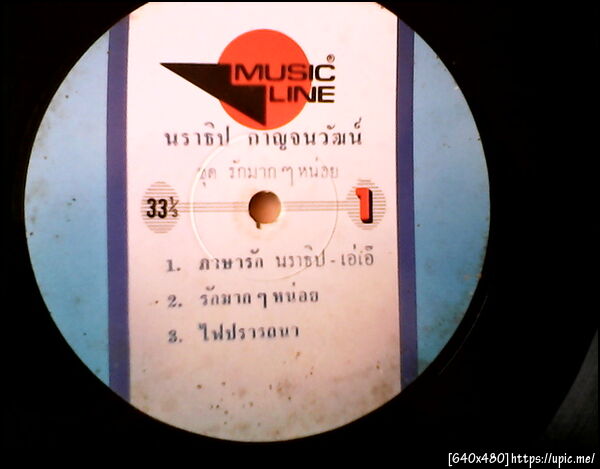 MUSIC ®
LINE
นราธิป กาญจนวัฒน์
ชุด รักมาก ๆ หน่อย
33⅓
1
1. ภาษารัก นราธิป - เอ๋เอ๊
2. รักมาก ๆ หน่อย
3. ไฟปรารถนา
[640x480]https://upic.me/